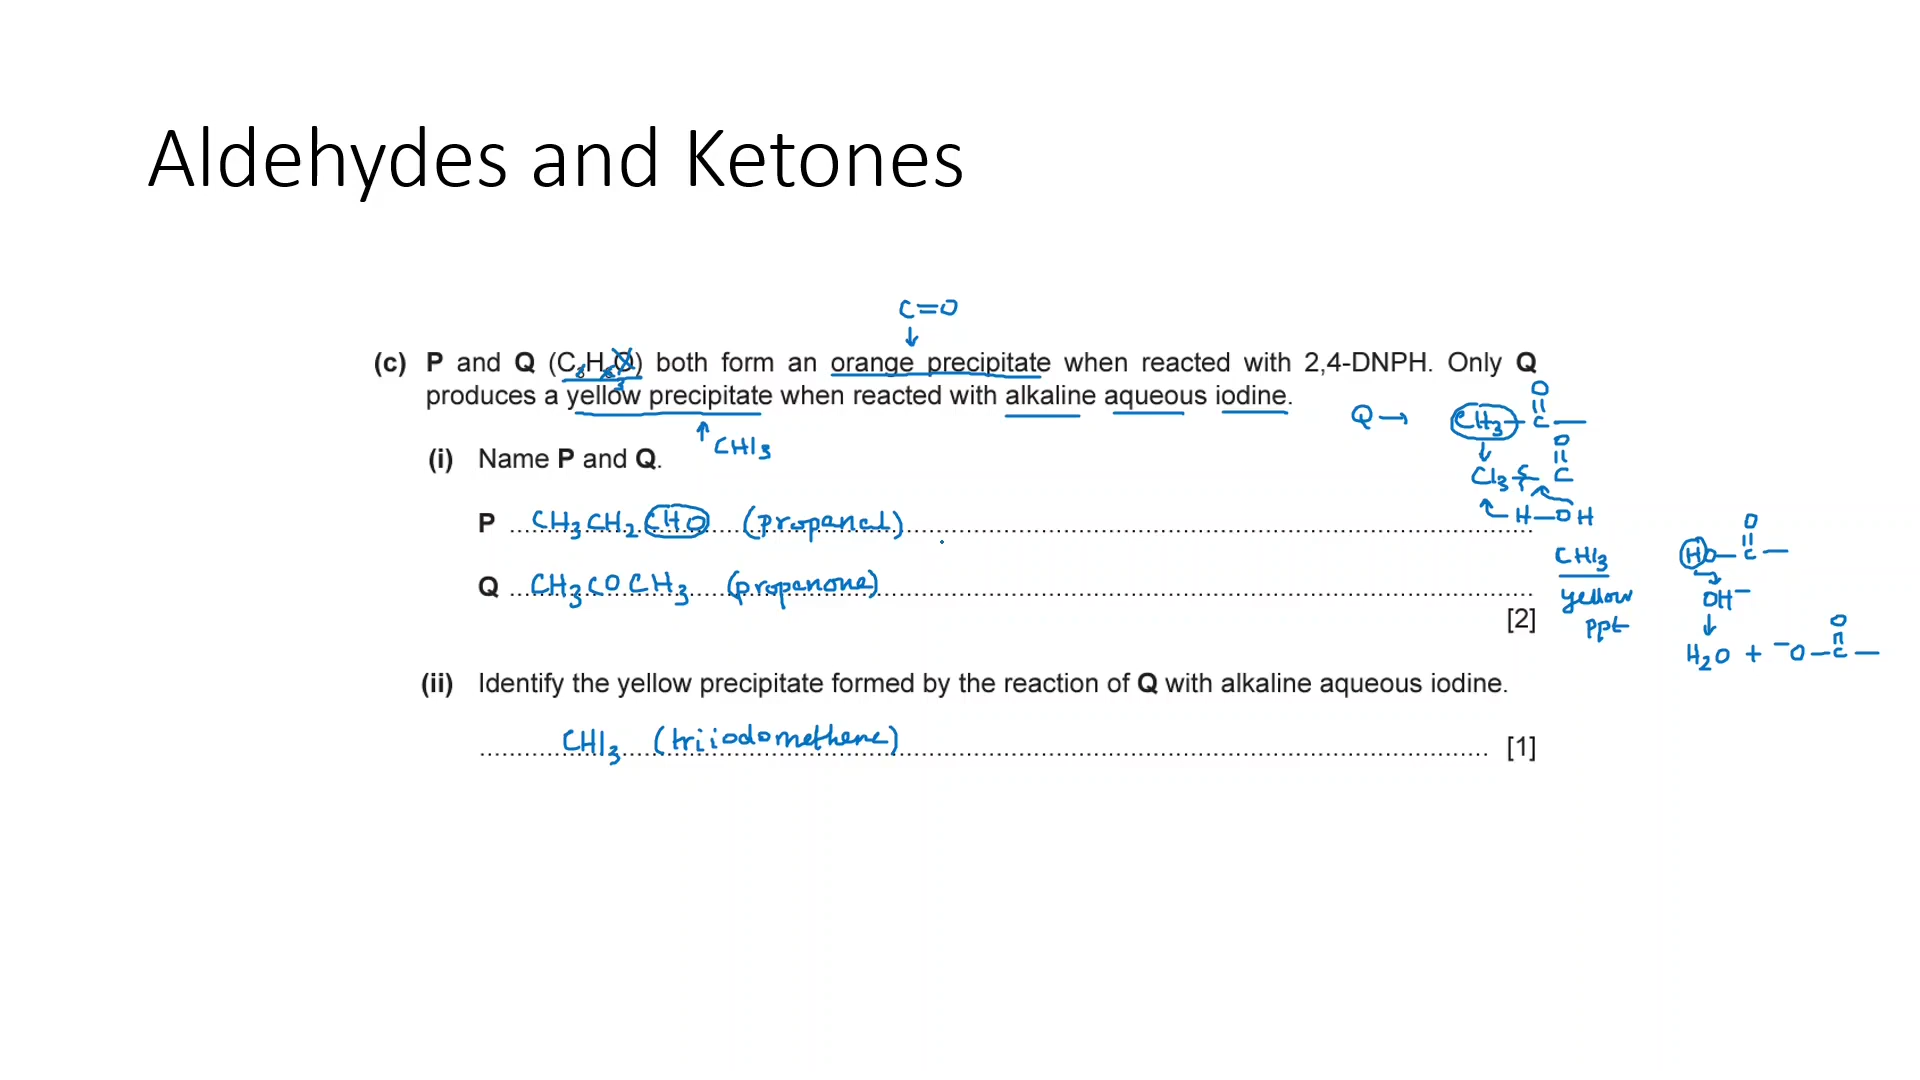 Aldehydes and Ketones
C=O
↓
(c) P and Q (C₃H₆O) both form an orange precipitate when reacted with 2,4-DNPH. Only Q
produces a yellow precipitate when reacted with alkaline aqueous iodine.
↑ CHI₃
Q → CH₃–C–
O
||
↓
CI₃ C
O
||
H–OH
(i) Name P and Q.
P CH₃CH₂CHO (propanal)
Q CH₃COCH₃ (propanone)
[2]
CHI₃
yellow
ppt
O
||
HO–C–
OH⁻
↓
O
||
H₂O + ⁻O–C–
(ii) Identify the yellow precipitate formed by the reaction of Q with alkaline aqueous iodine.
CHI₃ (triiodomethane) [1]